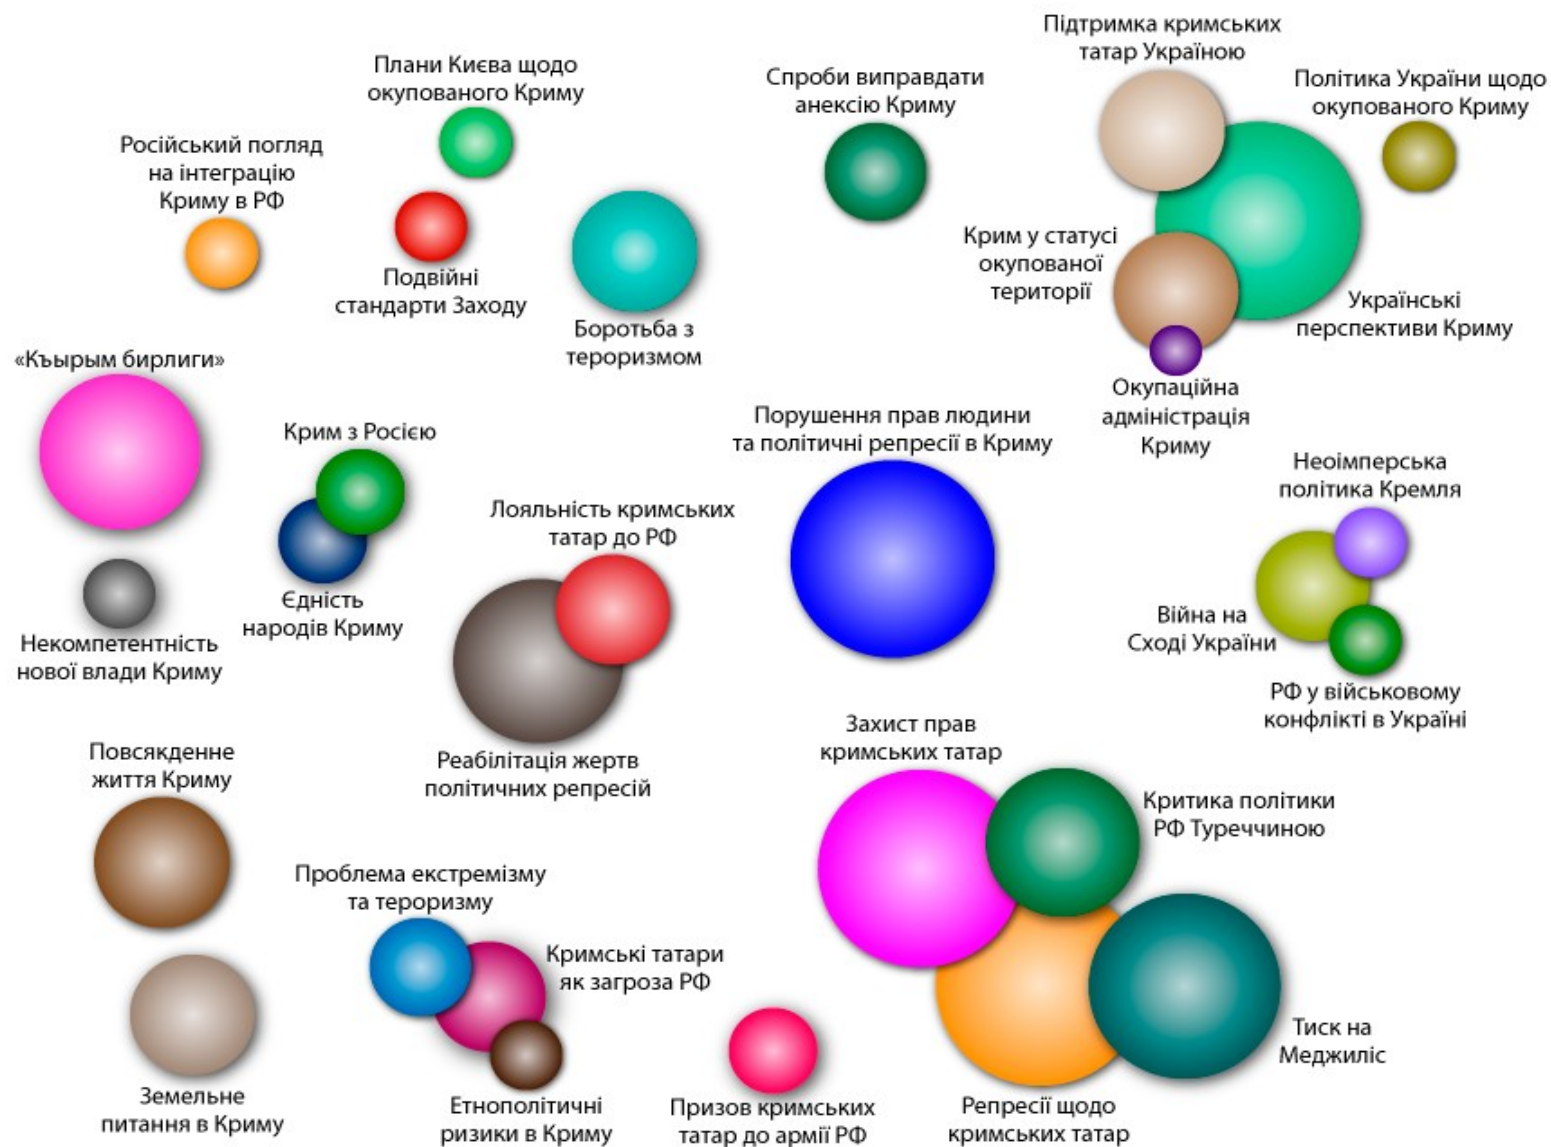 Підтримка кримських
татар Україною
Плани Києва щодо
окупованого Криму
Спроби виправдати
анексію Криму
Політика України щодо
окупованого Криму
Російський погляд
на інтеграцію
Криму в РФ
Подвійні
стандарти Заходу
Боротьба з
тероризмом
Крим у статусі
окупованої
території
Українські
перспективи Криму
«Къырым бирлиги»
Окупаційна
адміністрація
Криму
Крим з Росією
Порушення прав людини
та політичні репресії в Криму
Неоімперська
політика Кремля
Лояльність кримських
татар до РФ
Єдність
народів Криму
Війна на
Сході України
Некомпетентність
нової влади Криму
РФ у військовому
конфлікті в Україні
Захист прав
кримських татар
Повсякденне
життя Криму
Реабілітація жертв
політичних репресій
Критика політики
РФ Туреччиною
Проблема екстремізму
та тероризму
Кримські татари
як загроза РФ
Тиск на
Меджиліс
Земельне
питання в Криму
Етнополітичні
ризики в Криму
Призов кримських
татар до армії РФ
Репресії щодо
кримських татар